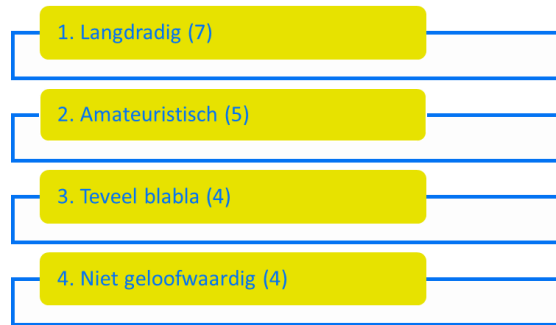 1. Langdradig (7)
2. Amateuristisch (5)
3. Teveel blabla (4)
4. Niet geloofwaardig (4)